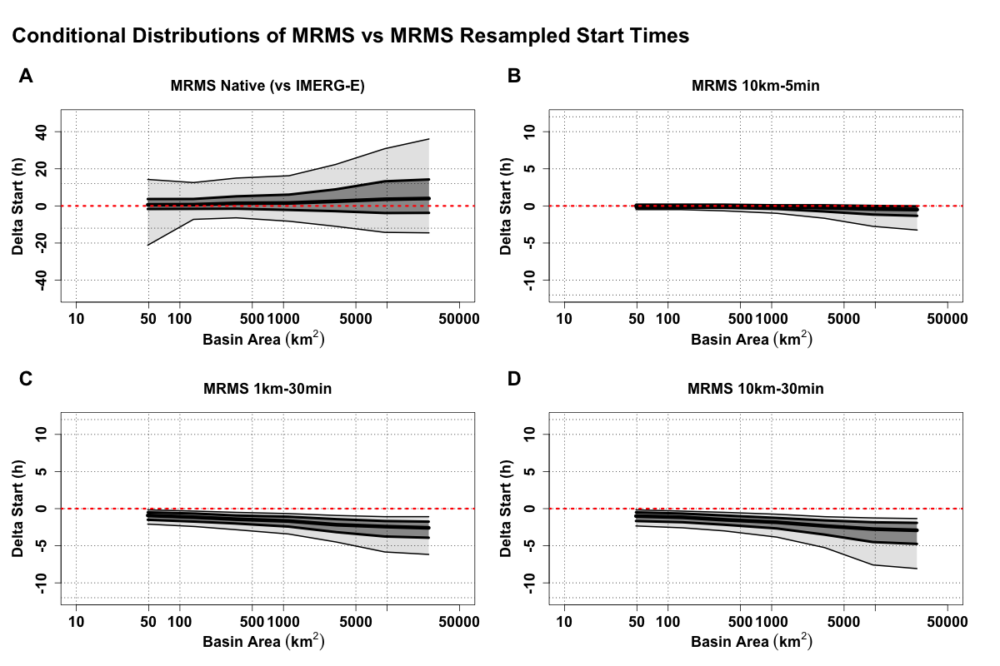 Conditional Distributions of MRMS vs MRMS Resampled Start Times
A
MRMS Native (vs IMERG-E)
Delta Start (h)
40
20
0
-20
-40
10 50 100 500 1000 5000 50000
Basin Area (km²)
B
MRMS 10km-5min
Delta Start (h)
10
5
0
-5
-10
10 50 100 500 1000 5000 50000
Basin Area (km²)
C
MRMS 1km-30min
Delta Start (h)
10
5
0
-5
-10
10 50 100 500 1000 5000 50000
Basin Area (km²)
D
MRMS 10km-30min
Delta Start (h)
10
5
0
-5
-10
10 50 100 500 1000 5000 50000
Basin Area (km²)